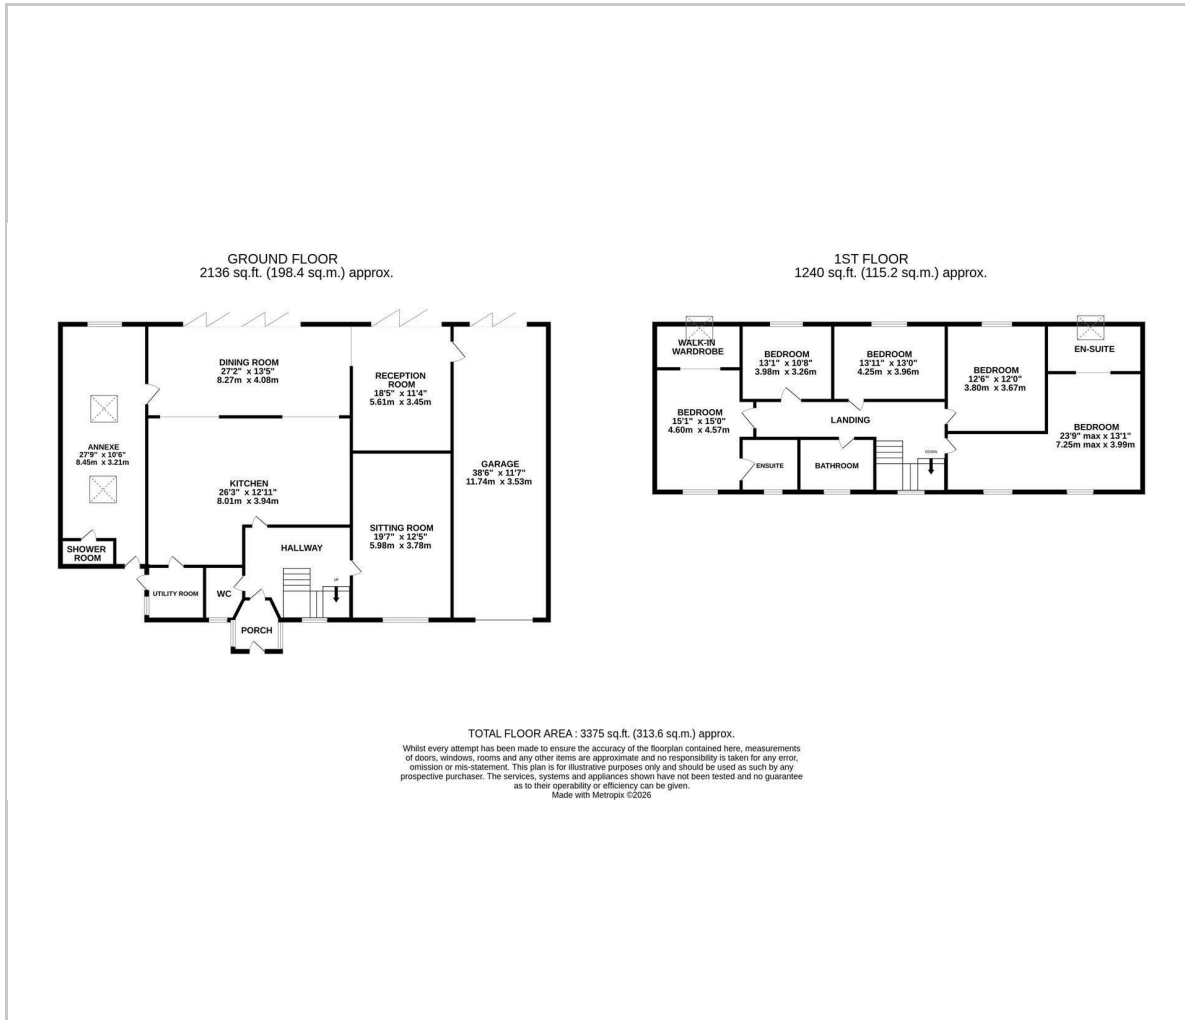 GROUND FLOOR
2136 sq.ft. (198.4 sq.m.) approx.
DINING ROOM
27'2" x 13'5"
8.27m x 4.08m
RECEPTION
ROOM
18'5" x 11'4"
5.61m x 3.45m
ANNEXE
27'9" x 10'6"
8.45m x 3.21m
KITCHEN
26'3" x 12'11"
8.01m x 3.94m
GARAGE
38'6" x 11'7"
11.74m x 3.53m
SITTING ROOM
19'7" x 12'5"
5.98m x 3.78m
HALLWAY
SHOWER
ROOM
UP
UTILITY ROOM
WC
PORCH
1ST FLOOR
1240 sq.ft. (115.2 sq.m.) approx.
WALK-IN
WARDROBE
BEDROOM
13'1" x 10'8"
3.98m x 3.26m
BEDROOM
13'11" x 13'0"
4.25m x 3.96m
BEDROOM
12'6" x 12'0"
3.80m x 3.67m
EN-SUITE
BEDROOM
15'1" x 15'0"
4.60m x 4.57m
LANDING
BEDROOM
23'9" max x 13'1"
7.25m max x 3.99m
DOWN
ENSUITE
BATHROOM
TOTAL FLOOR AREA : 3375 sq.ft. (313.6 sq.m.) approx.
Whilst every attempt has been made to ensure the accuracy of the floorplan contained here, measurements
of doors, windows, rooms and any other items are approximate and no responsibility is taken for any error,
omission or mis-statement. This plan is for illustrative purposes only and should be used as such by any
prospective purchaser. The services, systems and appliances shown have not been tested and no guarantee
as to their operability or efficiency can be given.
Made with Metropix ©2026